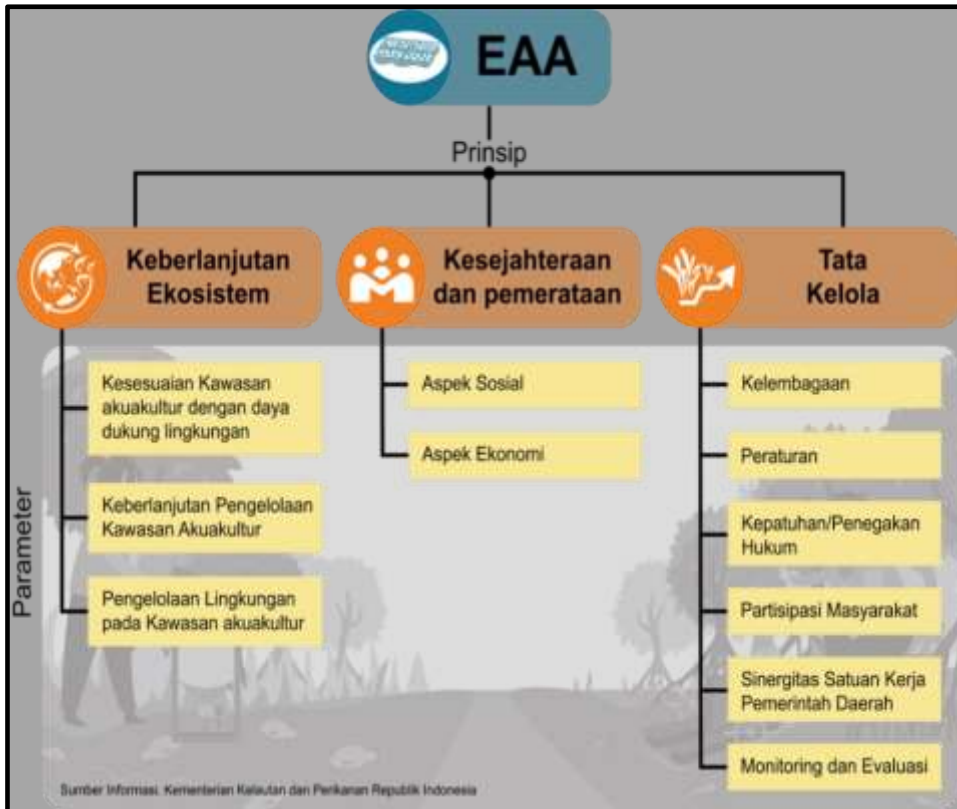 EAA
Prinsip
Keberlanjutan
Ekosistem
Kesejahteraan
dan pemerataan
Tata
Kelola
Parameter
Kesesuaian Kawasan
akuakultur dengan daya
dukung lingkungan
Keberlanjutan Pengelolaan
Kawasan Akuakultur
Pengelolaan Lingkungan
pada Kawasan akuakultur
Aspek Sosial
Aspek Ekonomi
Kelembagaan
Peraturan
Kepatuhan/Penegakan
Hukum
Partisipasi Masyarakat
Sinergitas Satuan Kerja
Pemerintah Daerah
Monitoring dan Evaluasi
Sumber Informasi. Kementerian Kelautan dan Perikanan Republik Indonesia